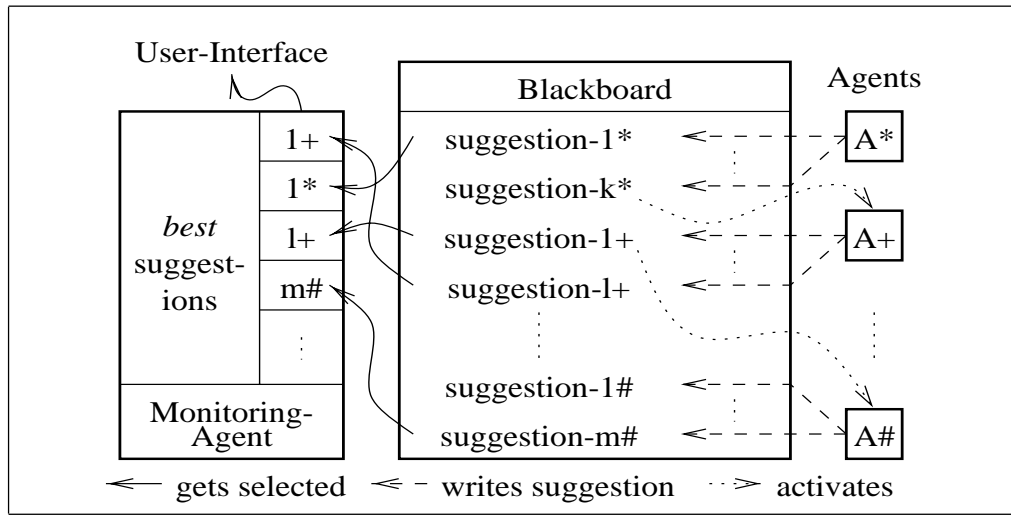 User-Interface
Blackboard
Agents
1+
1*
l+
m#
best
suggest-
ions
Monitoring-
Agent
suggestion-1*
suggestion-k*
suggestion-1+
suggestion-l+
suggestion-1#
suggestion-m#
A*
A+
A#
gets selected
writes suggestion
activates